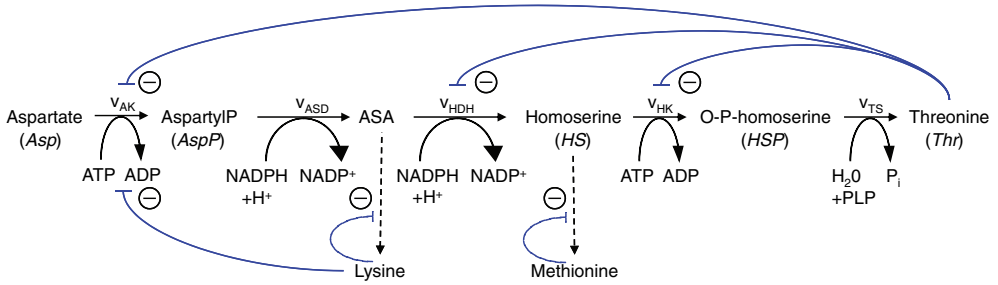 Aspartate
(Asp)
v_AK
ATP ADP
AspartylP
(AspP)
v_ASD
NADPH
+H⁺
NADP⁺
ASA
v_HDH
NADPH
+H⁺
NADP⁺
Homoserine
(HS)
v_HK
ATP ADP
O-P-homoserine
(HSP)
v_TS
H₂0
+PLP
P_i
Threonine
(Thr)
Lysine
Methionine
−
−
−
−
−
−